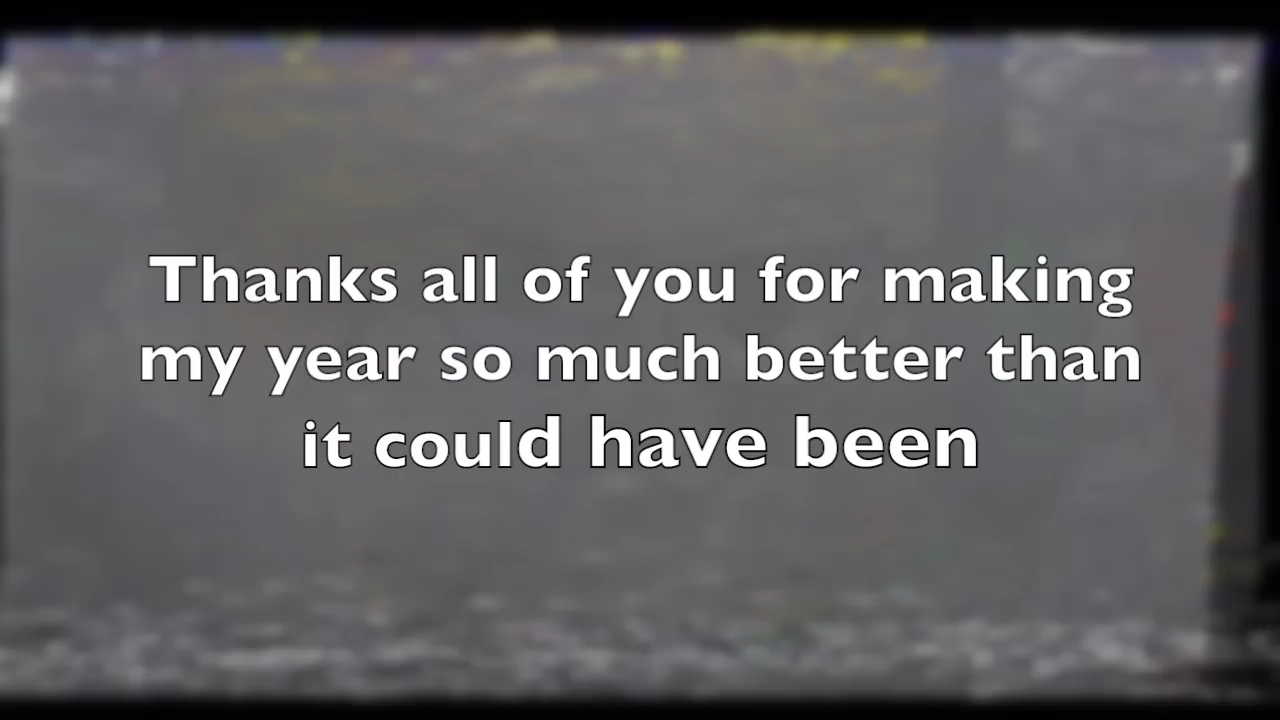 Thanks all of you for making
my year so much better than
it could have been